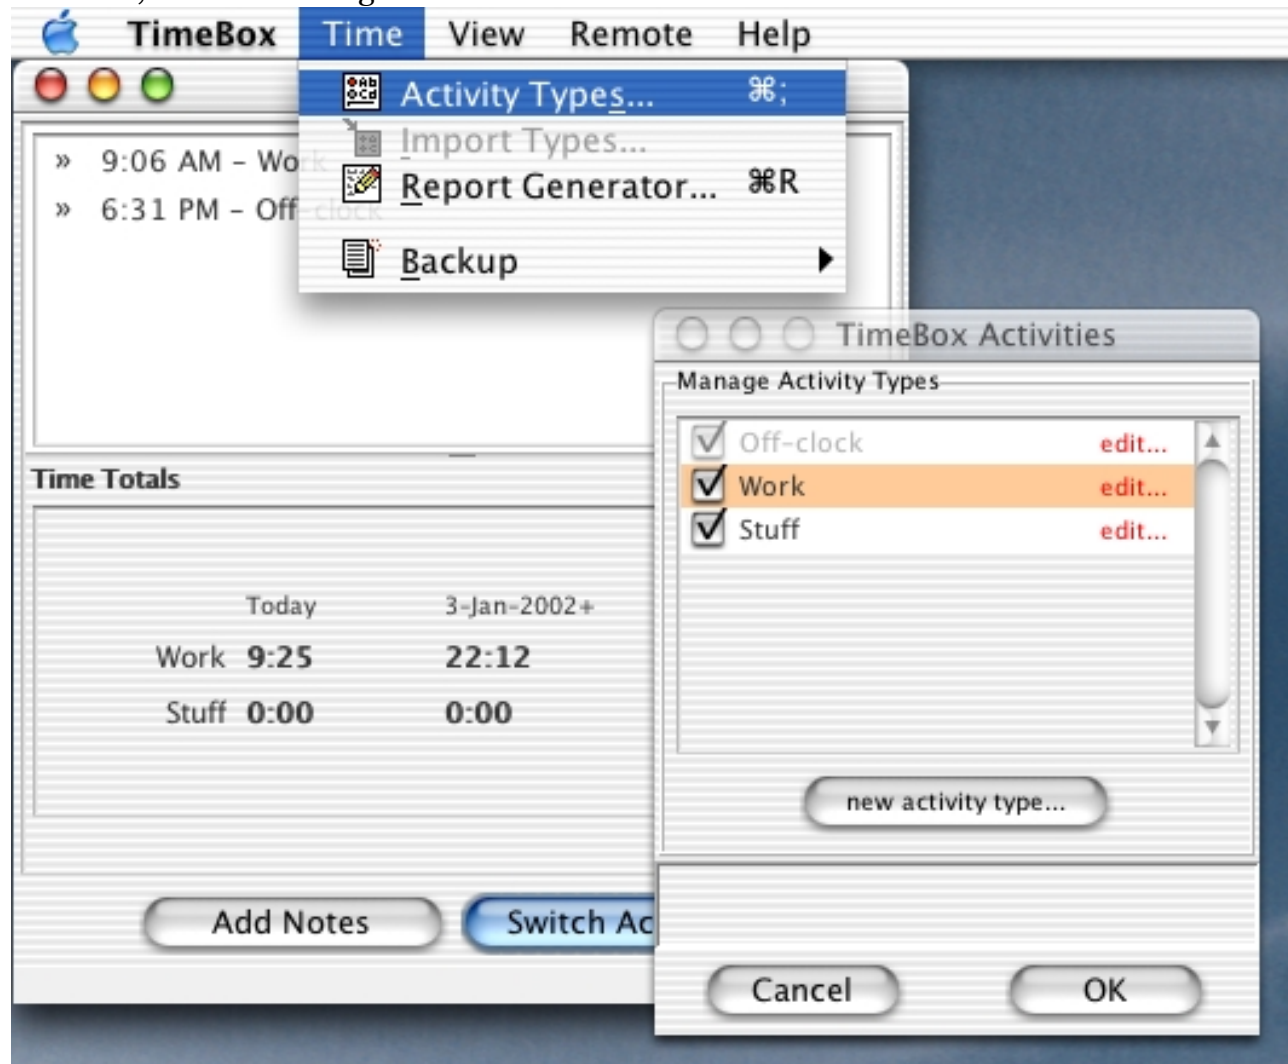 TimeBox Time View Remote Help
Activity Types... ⌘;
Import Types...
Report Generator... ⌘R
Backup
» 9:06 AM – Work
» 6:31 PM – Off-clock
Time Totals
Today 3-Jan-2002+
Work 9:25 22:12
Stuff 0:00 0:00
Add Notes
Switch Ac
TimeBox Activities
Manage Activity Types
Off-clock edit...
Work edit...
Stuff edit...
new activity type...
Cancel OK